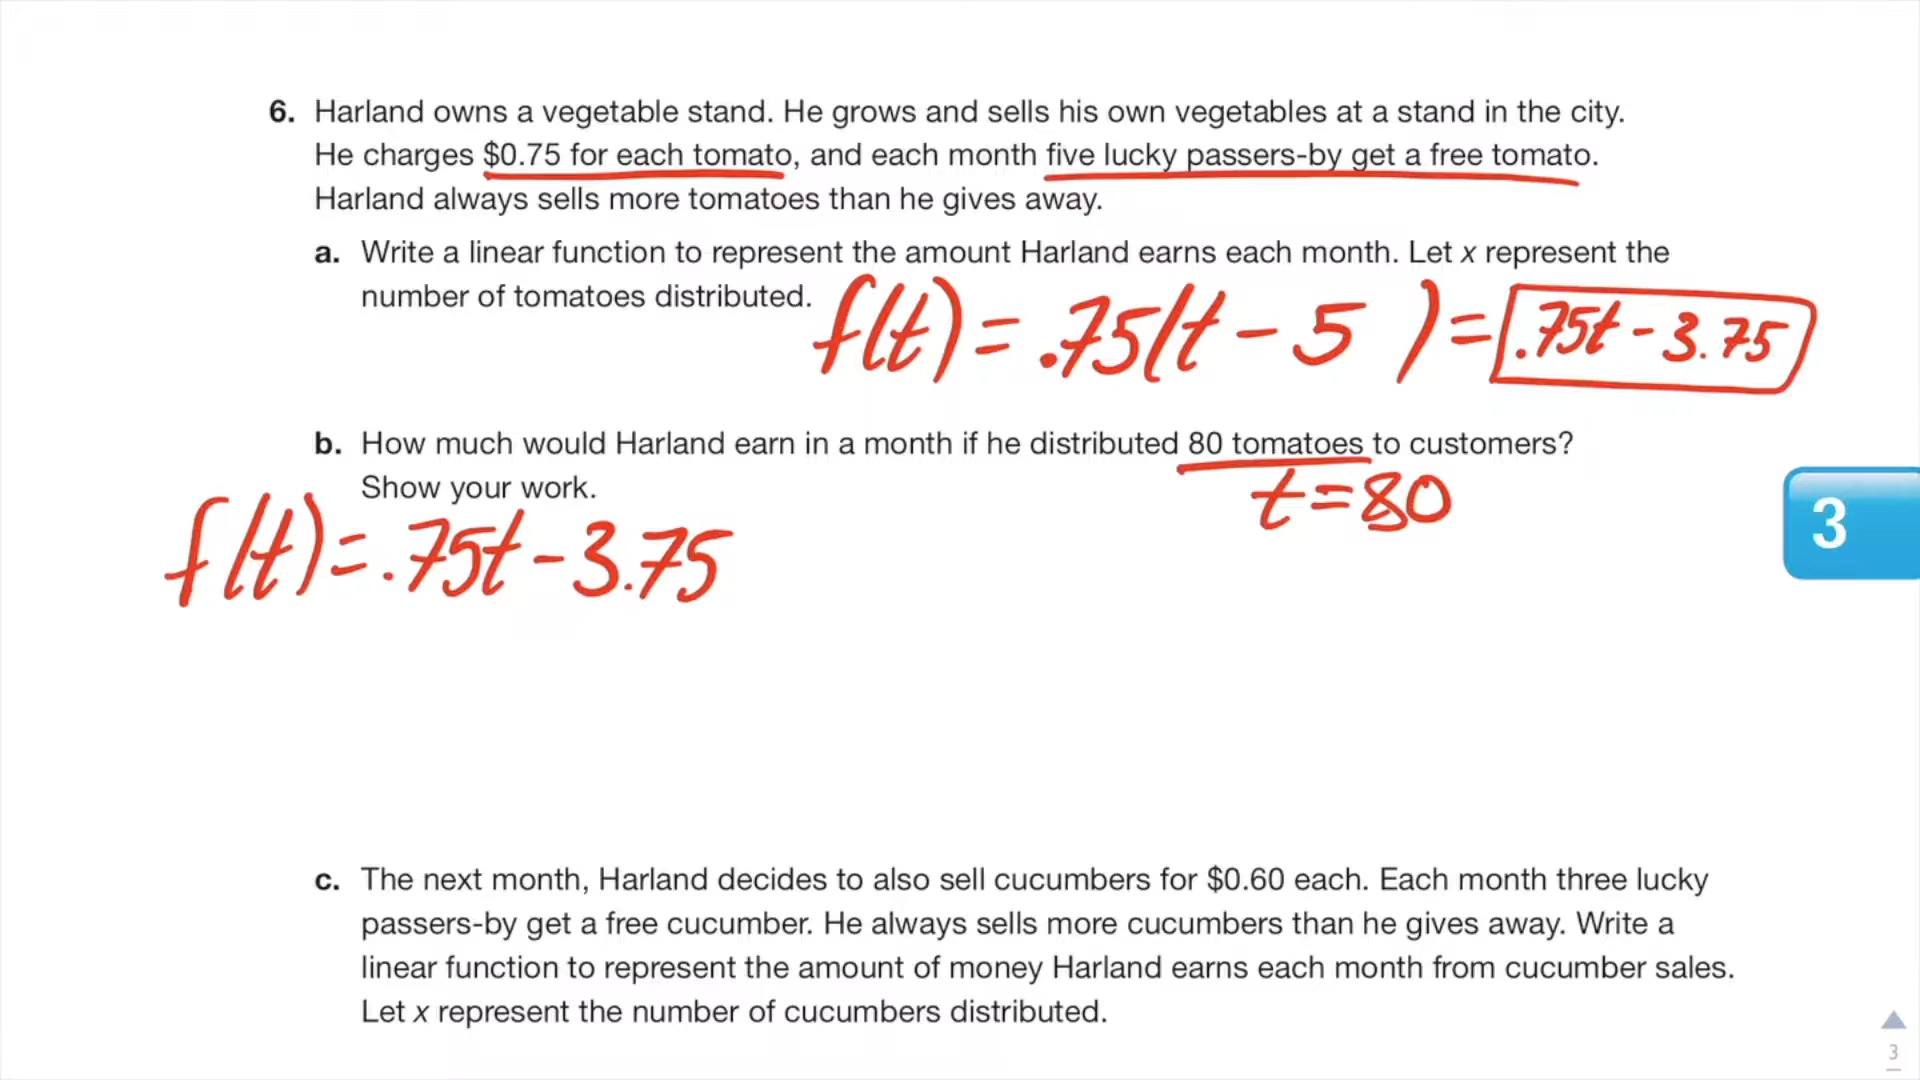 6. Harland owns a vegetable stand. He grows and sells his own vegetables at a stand in the city.
He charges $0.75 for each tomato, and each month five lucky passers-by get a free tomato.
Harland always sells more tomatoes than he gives away.
a. Write a linear function to represent the amount Harland earns each month. Let x represent the
number of tomatoes distributed.
f(t) = .75(t - 5 ) = .75t - 3.75
b. How much would Harland earn in a month if he distributed 80 tomatoes to customers?
Show your work.
t = 80
f(t) = .75t - 3.75
3
c. The next month, Harland decides to also sell cucumbers for $0.60 each. Each month three lucky
passers-by get a free cucumber. He always sells more cucumbers than he gives away. Write a
linear function to represent the amount of money Harland earns each month from cucumber sales.
Let x represent the number of cucumbers distributed.
3